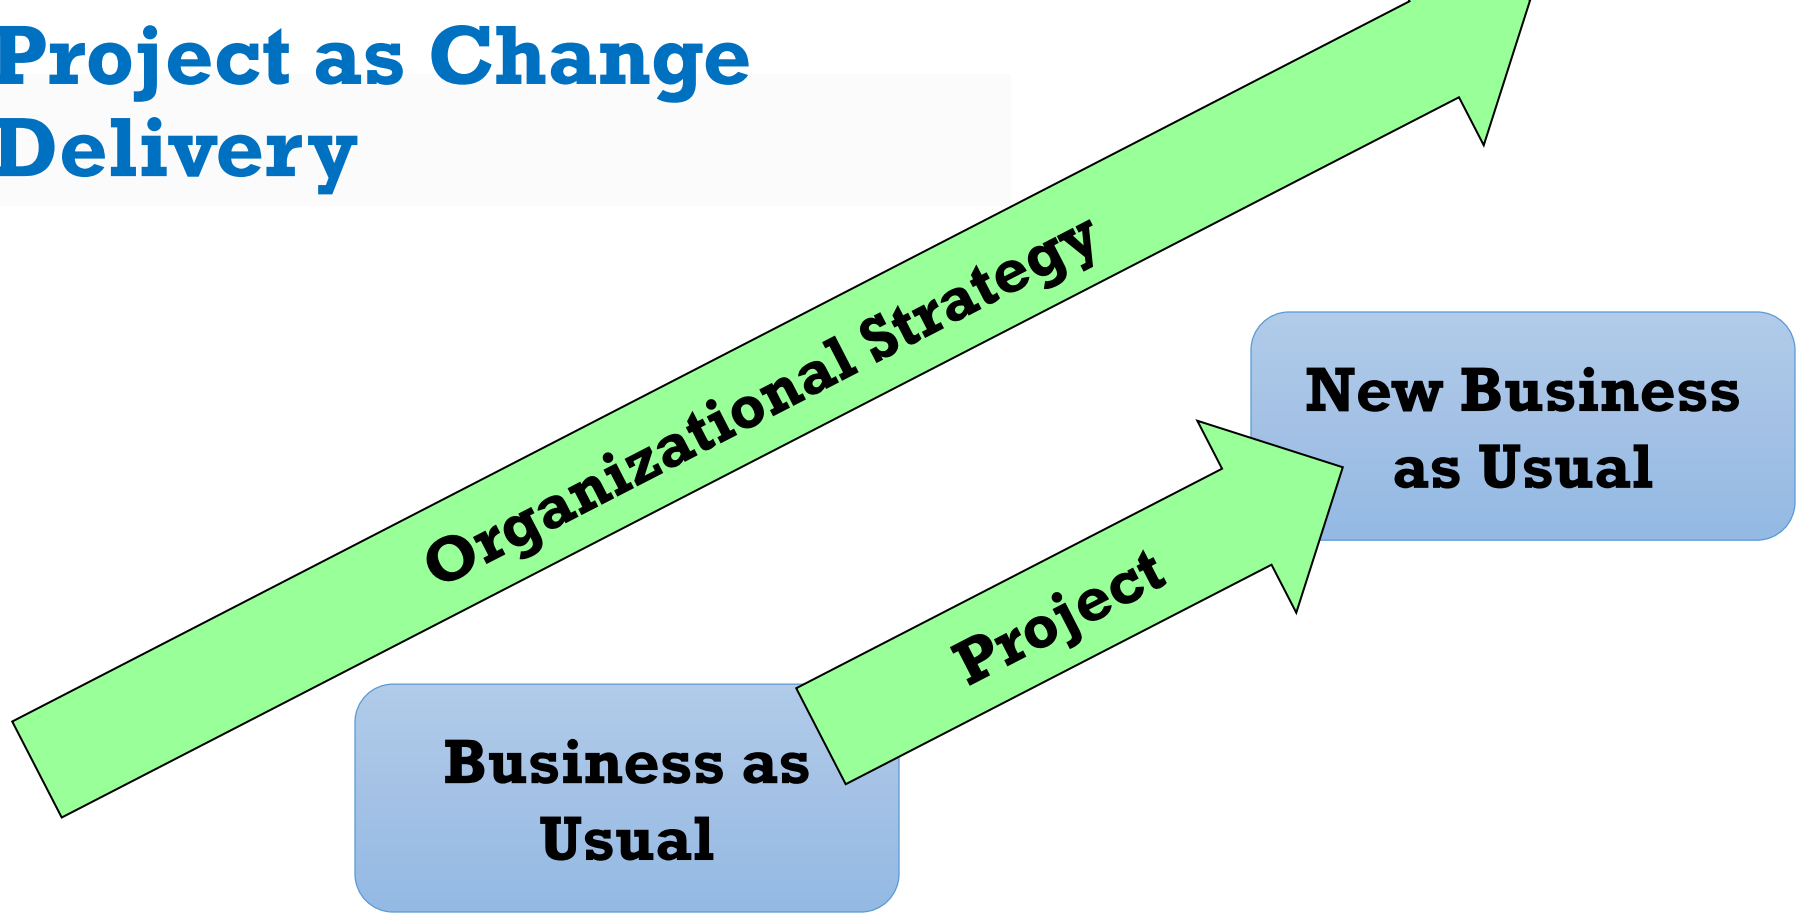 Project as Change
Delivery
Organizational Strategy
New Business
as Usual
Project
Business as
Usual